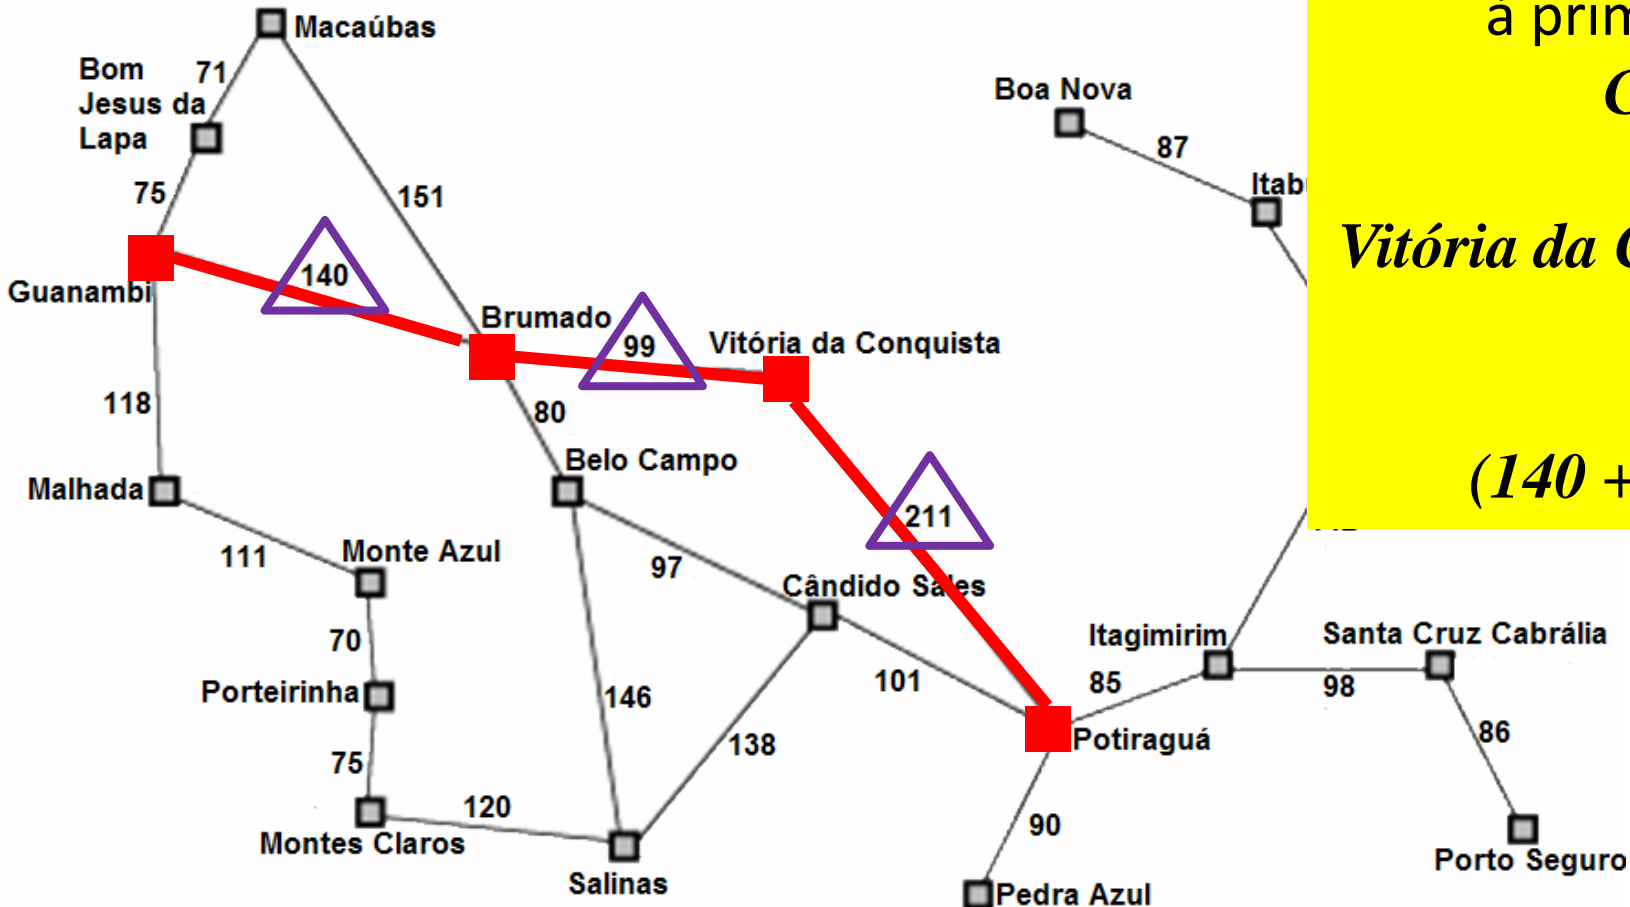 à prim
Macaúbas
Bom
Jesus da
Lapa
71
Boa Nova
C
87
75
151
Itabu
Vitória da C
140
Guanambi
Brumado
99
Vitória da Conquista
118
80
Belo Campo
(140 +
Malhada
211
111
Monte Azul
97
Cândido Sales
70
Itagimirim
Santa Cruz Cabrália
Porteirinha
146
101
85
98
138
Potiraguá
86
75
120
Montes Claros
90
Porto Seguro
Salinas
Pedra Azul